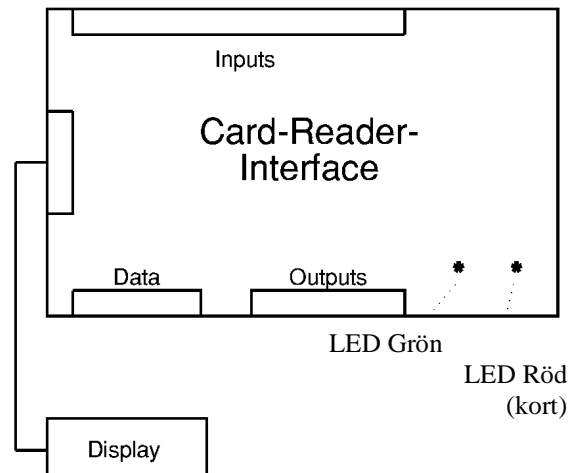 Inputs
Card-Reader-
Interface
Data
Outputs
LED Grön
LED Röd
(kort)
Display